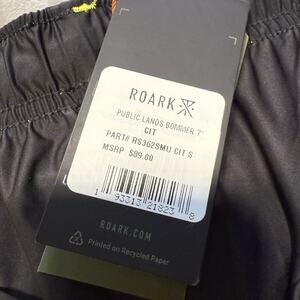 ROARK
PUBLIC LANDS BOMMER 7"
CIT
PART# RS362SMU CIT S
MSRP $89.00
1 93313 21823 8
ROARK.COM
Printed on Recycled Paper